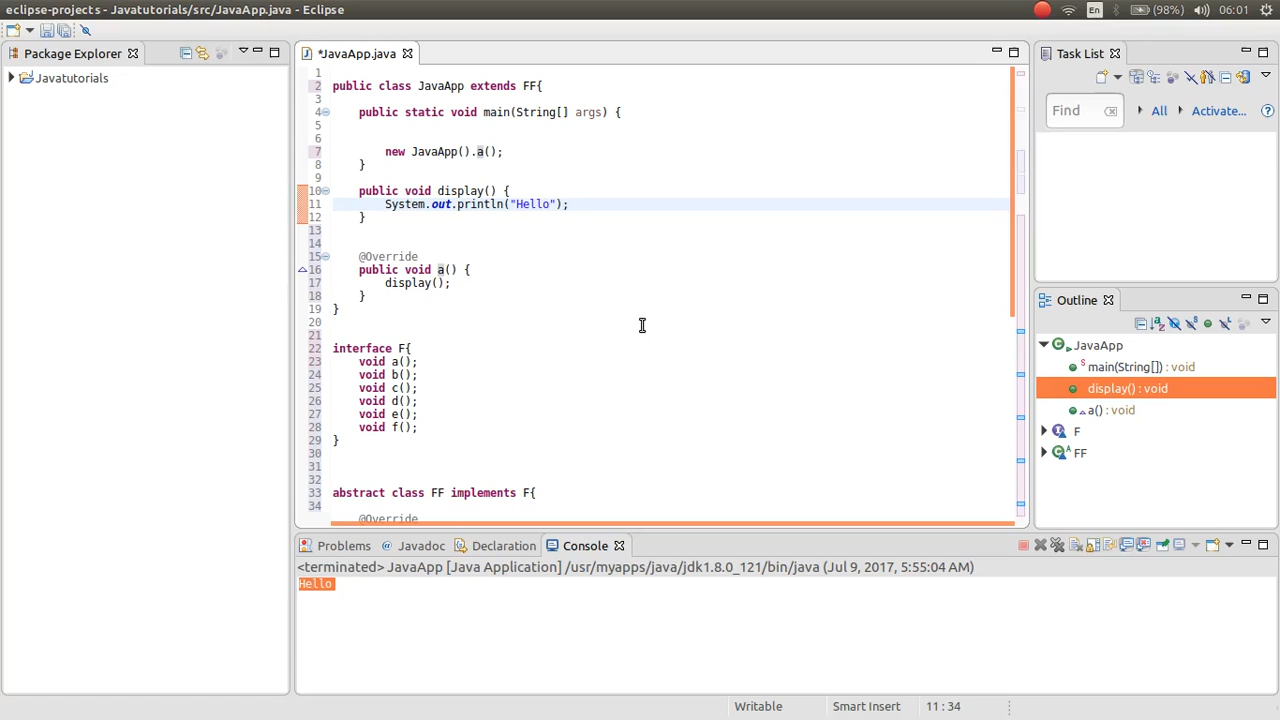 eclipse-projects - Javatutorials/src/JavaApp.java - Eclipse
En
(98%)
06:01
Package Explorer
Javatutorials
*JavaApp.java
1
2 public class JavaApp extends FF{
3
4 public static void main(String[] args) {
5
6
7 new JavaApp().a();
8 }
9
10 public void display() {
11 System.out.println("Hello");
12 }
13
14
15 @Override
16 public void a() {
17 display();
18 }
19 }
20
21
22 interface F{
23 void a();
24 void b();
25 void c();
26 void d();
27 void e();
28 void f();
29 }
30
31
32
33 abstract class FF implements F{
34
@Override
Task List
Find
All
Activate...
Outline
JavaApp
main(String[]) : void
display() : void
a() : void
F
FF
Problems
Javadoc
Declaration
Console
<terminated> JavaApp [Java Application] /usr/myapps/java/jdk1.8.0_121/bin/java (Jul 9, 2017, 5:55:04 AM)
Hello
Writable
Smart Insert
11 : 34